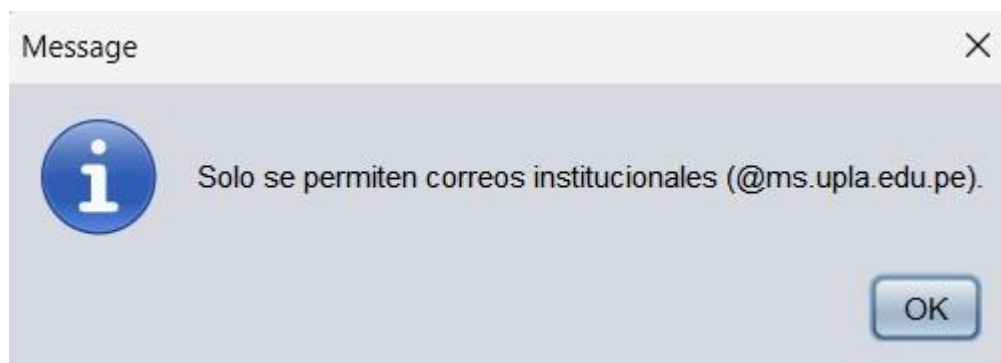 Message
Solo se permiten correos institucionales (@ms.upla.edu.pe).
OK